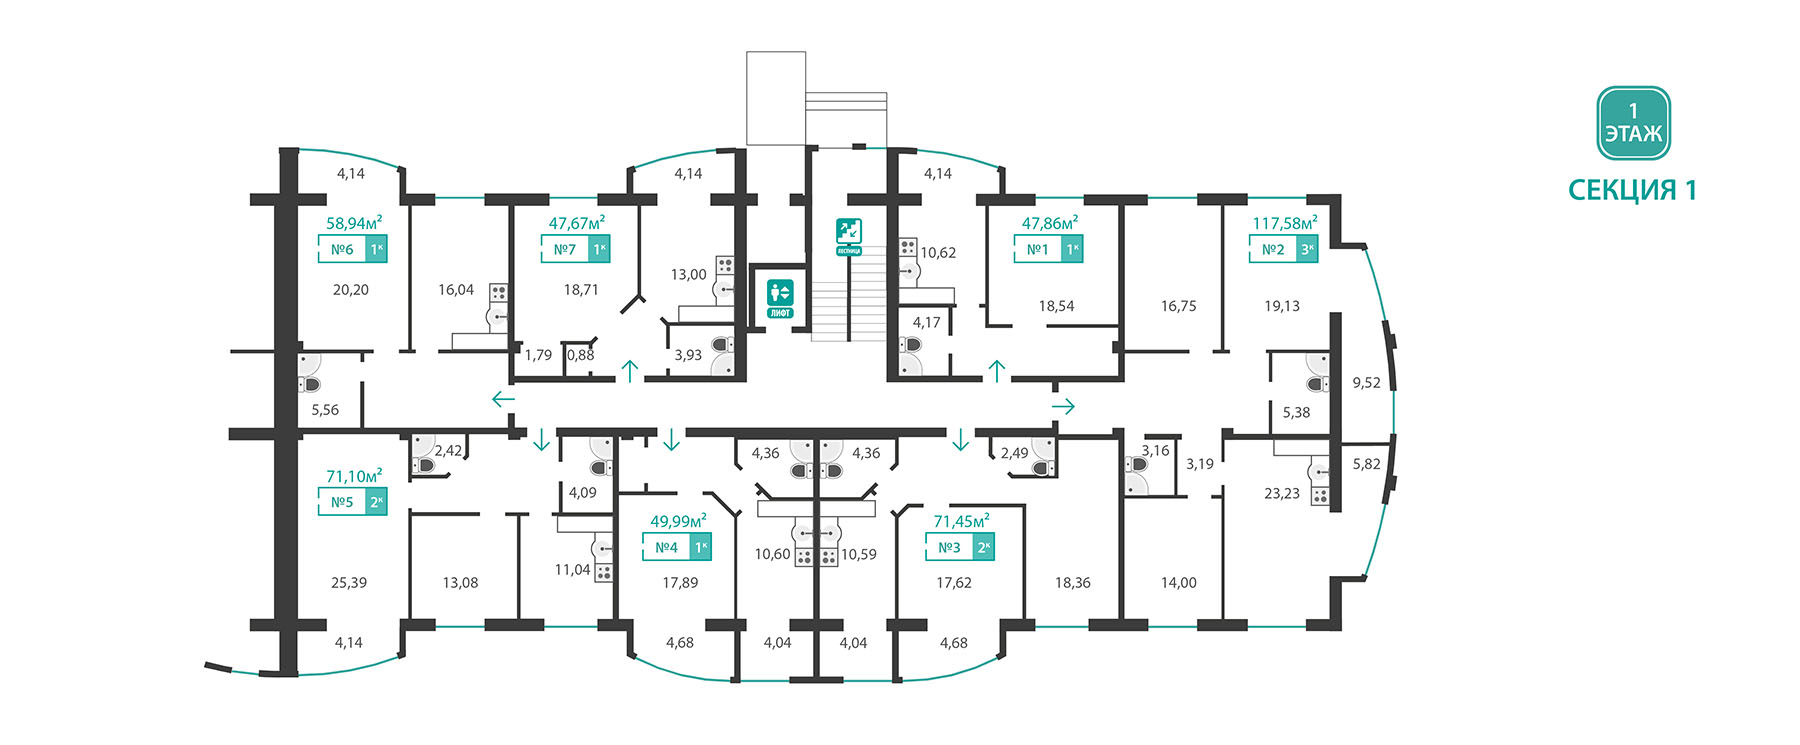 1
ЭТАЖ
СЕКЦИЯ 1
4,14
4,14
4,14
58,94м²
№6 1к
20,20
16,04
47,67м²
№7 1к
18,71
13,00
1,79
0,88
3,93
5,56
ЛЕСТНИЦА
ЛИФТ
10,62
47,86м²
№1 1к
18,54
4,17
16,75
117,58м²
№2 3к
19,13
9,52
5,38
2,42
71,10м²
№5 2к
4,09
25,39
13,08
11,04
4,14
4,36
49,99м²
№4 1к
17,89
10,60
4,68
4,04
4,36
2,49
71,45м²
№3 2к
10,59
17,62
18,36
4,04
4,68
3,16
3,19
23,23
5,82
14,00